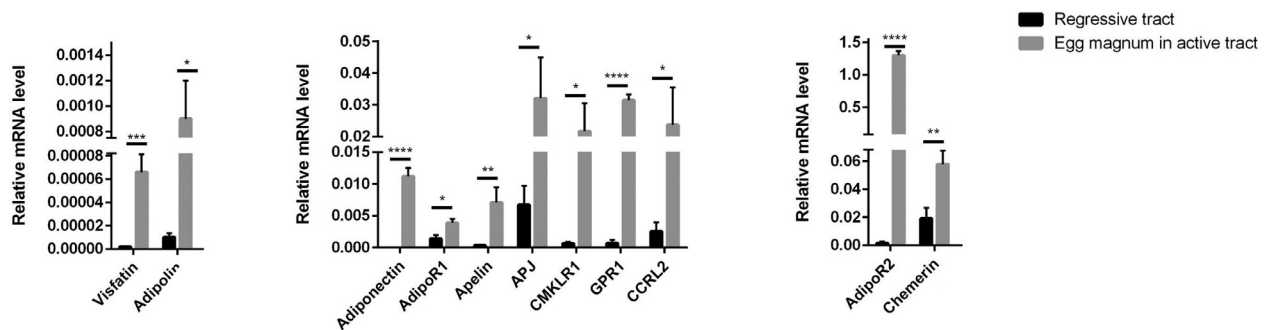 Regressive tract
Egg magnum in active tract
Relative mRNA level
0.0014
0.0012
0.0010
0.0008
0.00008
0.00006
0.00004
0.00002
0.00000
***
*
Visfatin
Adipolin
Relative mRNA level
0.05
0.04
0.03
0.02
0.015
0.010
0.005
0.000
****
*
**
*
*
****
*
Adiponectin
AdipoR1
Apelin
APJ
CMKLR1
GPR1
CCRL2
Relative mRNA level
1.5
1.0
0.5
0.06
0.04
0.02
0.00
****
**
AdipoR2
Chemerin